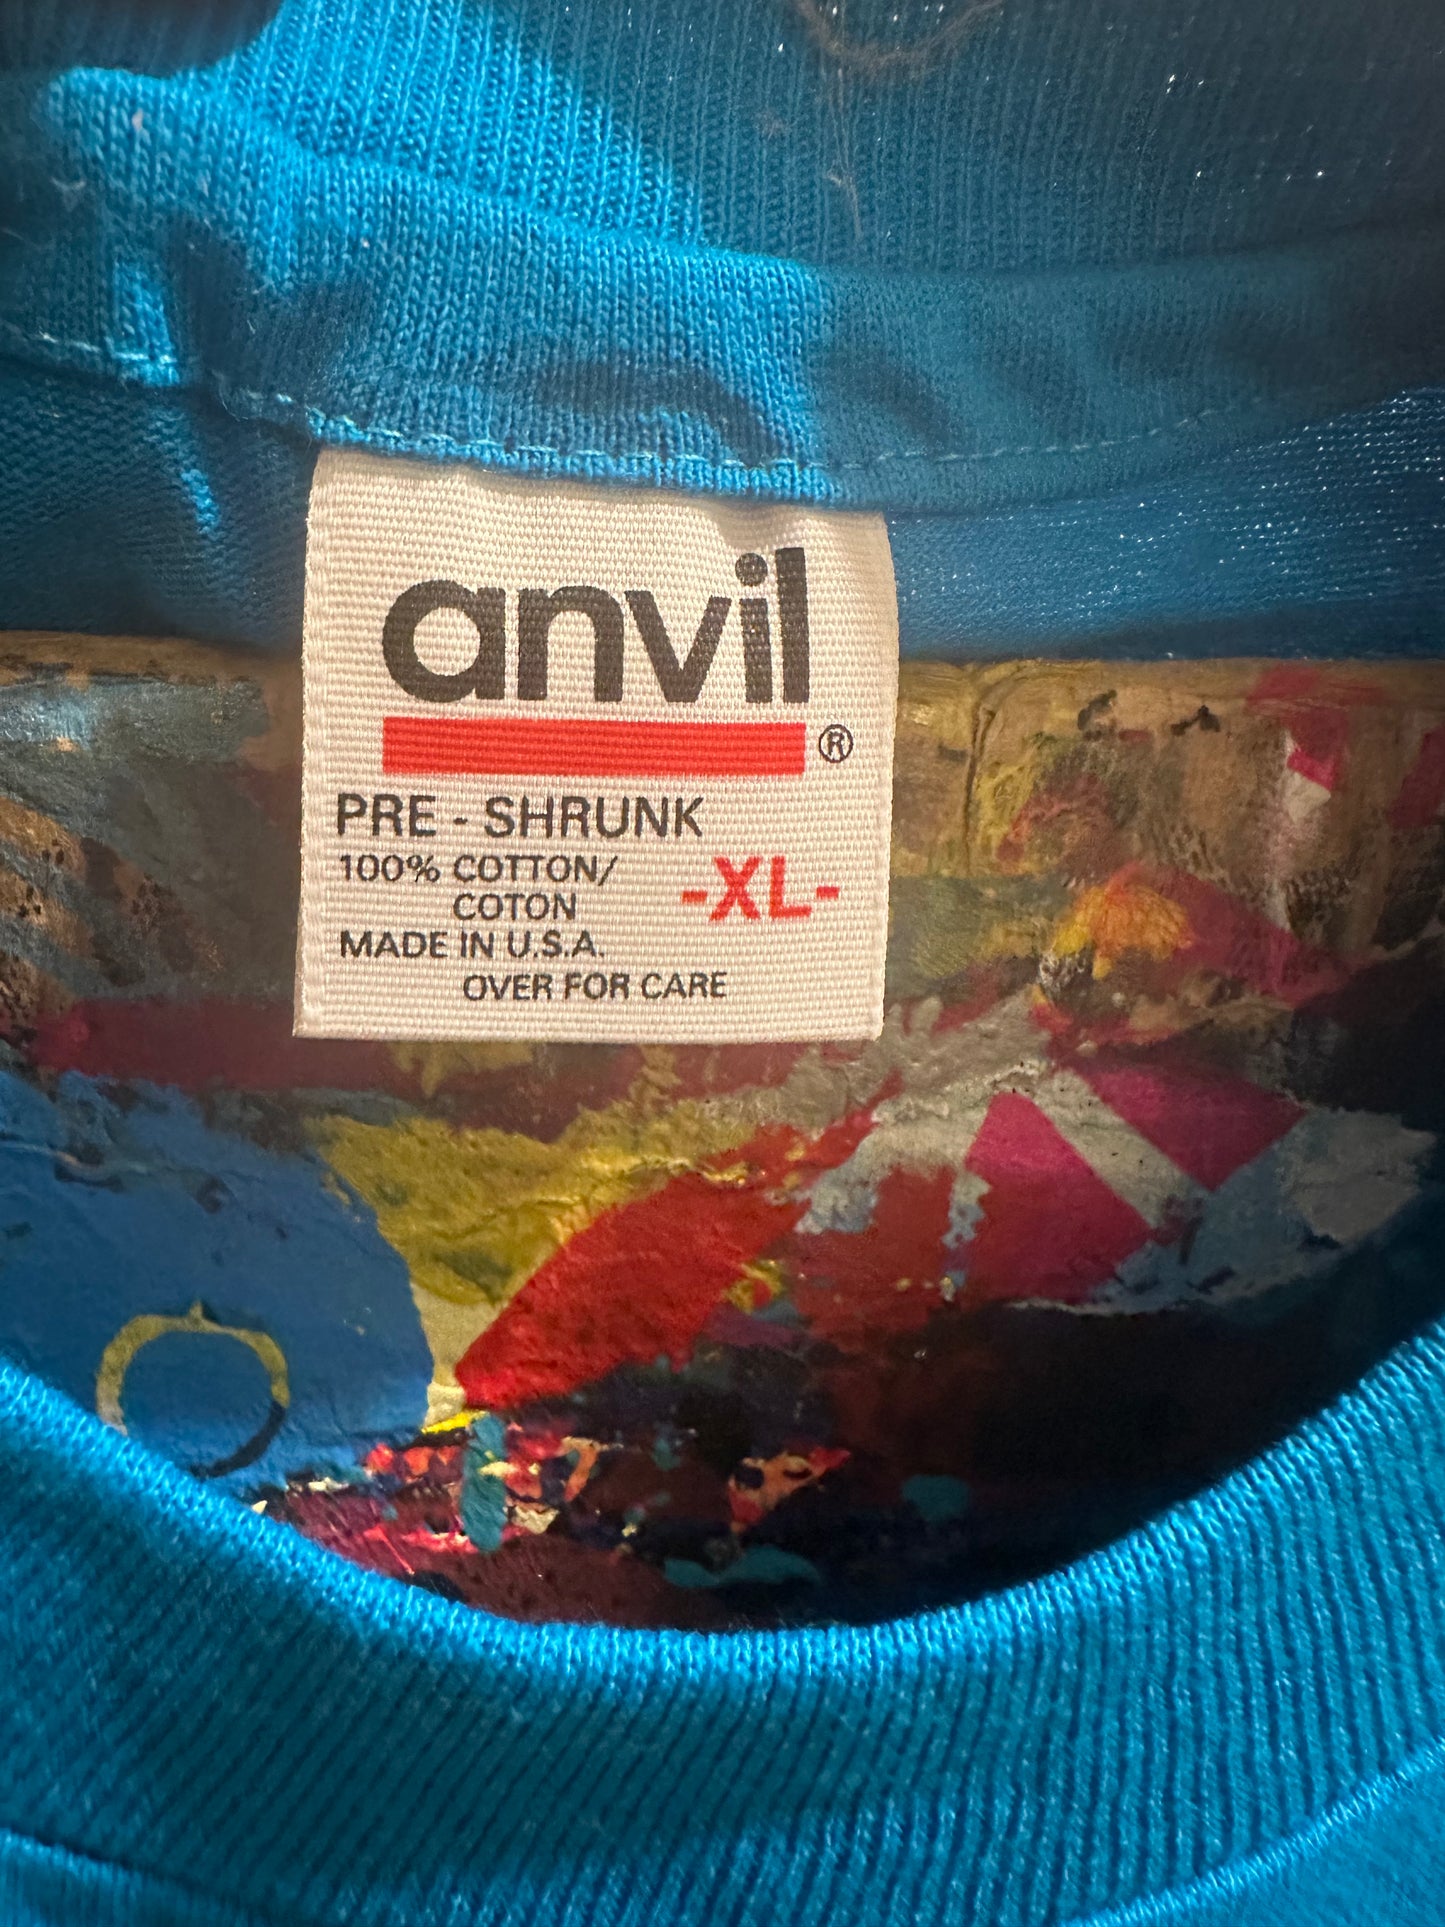 anvil
®
PRE - SHRUNK
100% COTTON/
COTON
-XL-
MADE IN U.S.A.
OVER FOR CARE